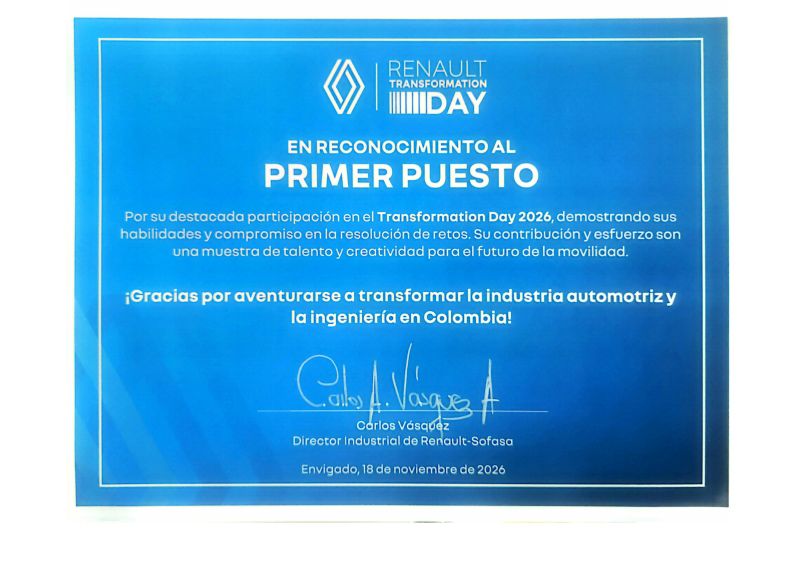 RENAULT
TRANSFORMATION
DAY
EN RECONOCIMIENTO AL
PRIMER PUESTO
Por su destacada participación en el Transformation Day 2026, demostrando sus
habilidades y compromiso en la resolución de retos. Su contribución y esfuerzo son
una muestra de talento y creatividad para el futuro de la movilidad.
¡Gracias por aventurarse a transformar la industria automotriz y
la ingeniería en Colombia!
Carlos A. Vásquez A
Carlos Vásquez
Director Industrial de Renault-Sofasa
Envigado, 18 de noviembre de 2026